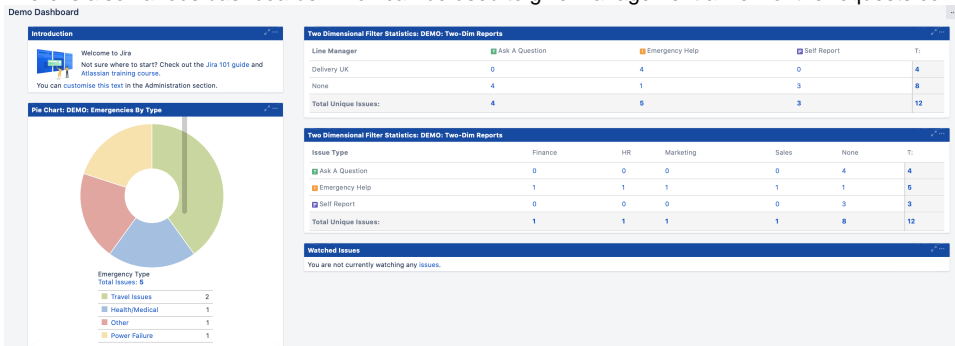 Demo Dashboard
Introduction
Welcome to Jira
Not sure where to start? Check out the Jira 101 guide and
Atlassian training course.
You can customise this text in the Administration section.
Pie Chart: DEMO: Emergencies By Type
Emergency Type
Total Issues: 5
Travel Issues 2
Health/Medical 1
Other 1
Power Failure 1
Two Dimensional Filter Statistics: DEMO: Two-Dim Reports
Line Manager Ask A Question Emergency Help Self Report T:
Delivery UK 0 4 0 4
None 4 1 3 8
Total Unique Issues: 4 5 3 12
Two Dimensional Filter Statistics: DEMO: Two-Dim Reports
Issue Type Finance HR Marketing Sales None T:
Ask A Question 0 0 0 0 4 4
Emergency Help 1 1 1 1 1 5
Self Report 0 0 0 0 3 3
Total Unique Issues: 1 1 1 1 8 12
Watched Issues
You are not currently watching any issues.